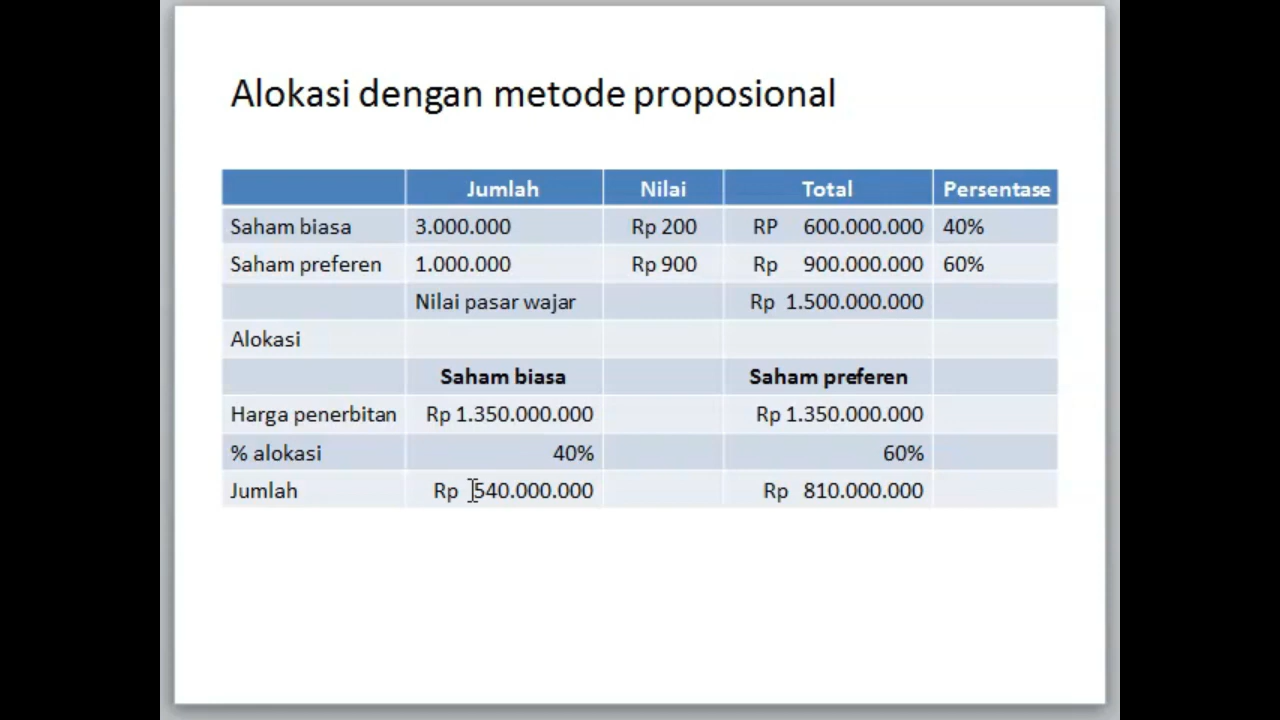 Alokasi dengan metode proposional
Jumlah Nilai Total Persentase
Saham biasa 3.000.000 Rp 200 RP 600.000.000 40%
Saham preferen 1.000.000 Rp 900 Rp 900.000.000 60%
Nilai pasar wajar Rp 1.500.000.000
Alokasi
Saham biasa Saham preferen
Harga penerbitan Rp 1.350.000.000 Rp 1.350.000.000
% alokasi 40% 60%
Jumlah Rp 540.000.000 Rp 810.000.000